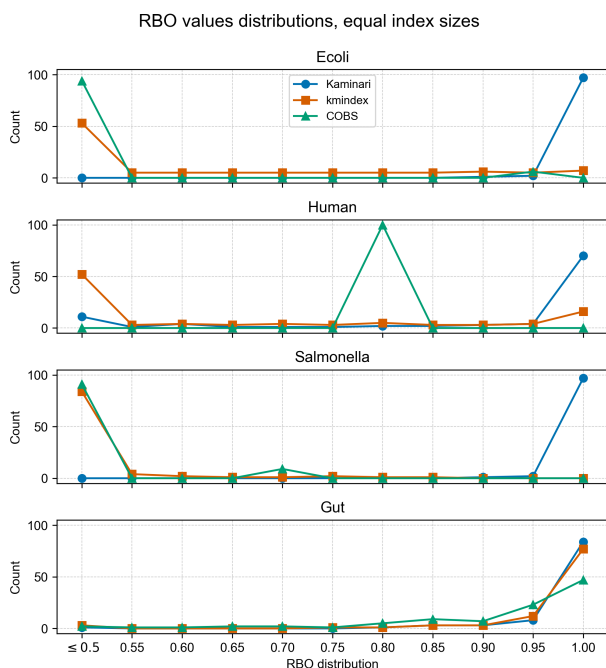 RBO values distributions, equal index sizes
Ecoli
Kaminari
kmindex
COBS
100
50
0
Count
Human
100
50
0
Count
Salmonella
100
50
0
Count
Gut
100
50
0
Count
≤ 0.5 0.55 0.60 0.65 0.70 0.75 0.80 0.85 0.90 0.95 1.00
RBO distribution